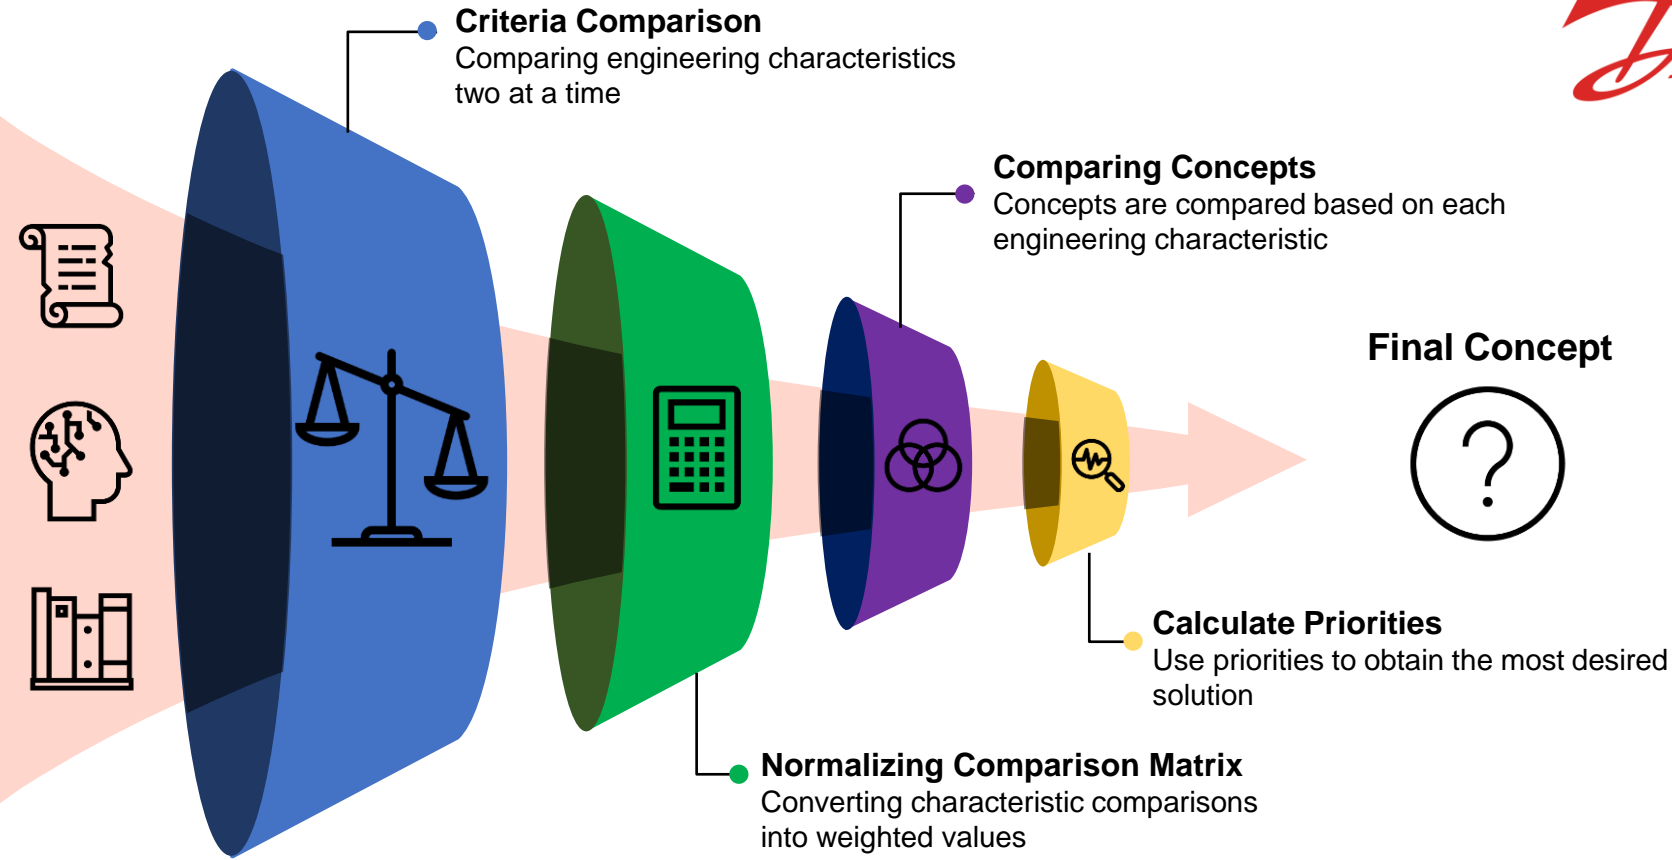 Criteria Comparison
Comparing engineering characteristics
two at a time
Comparing Concepts
Concepts are compared based on each
engineering characteristic
Final Concept
Calculate Priorities
Use priorities to obtain the most desired
solution
Normalizing Comparison Matrix
Converting characteristic comparisons
into weighted values